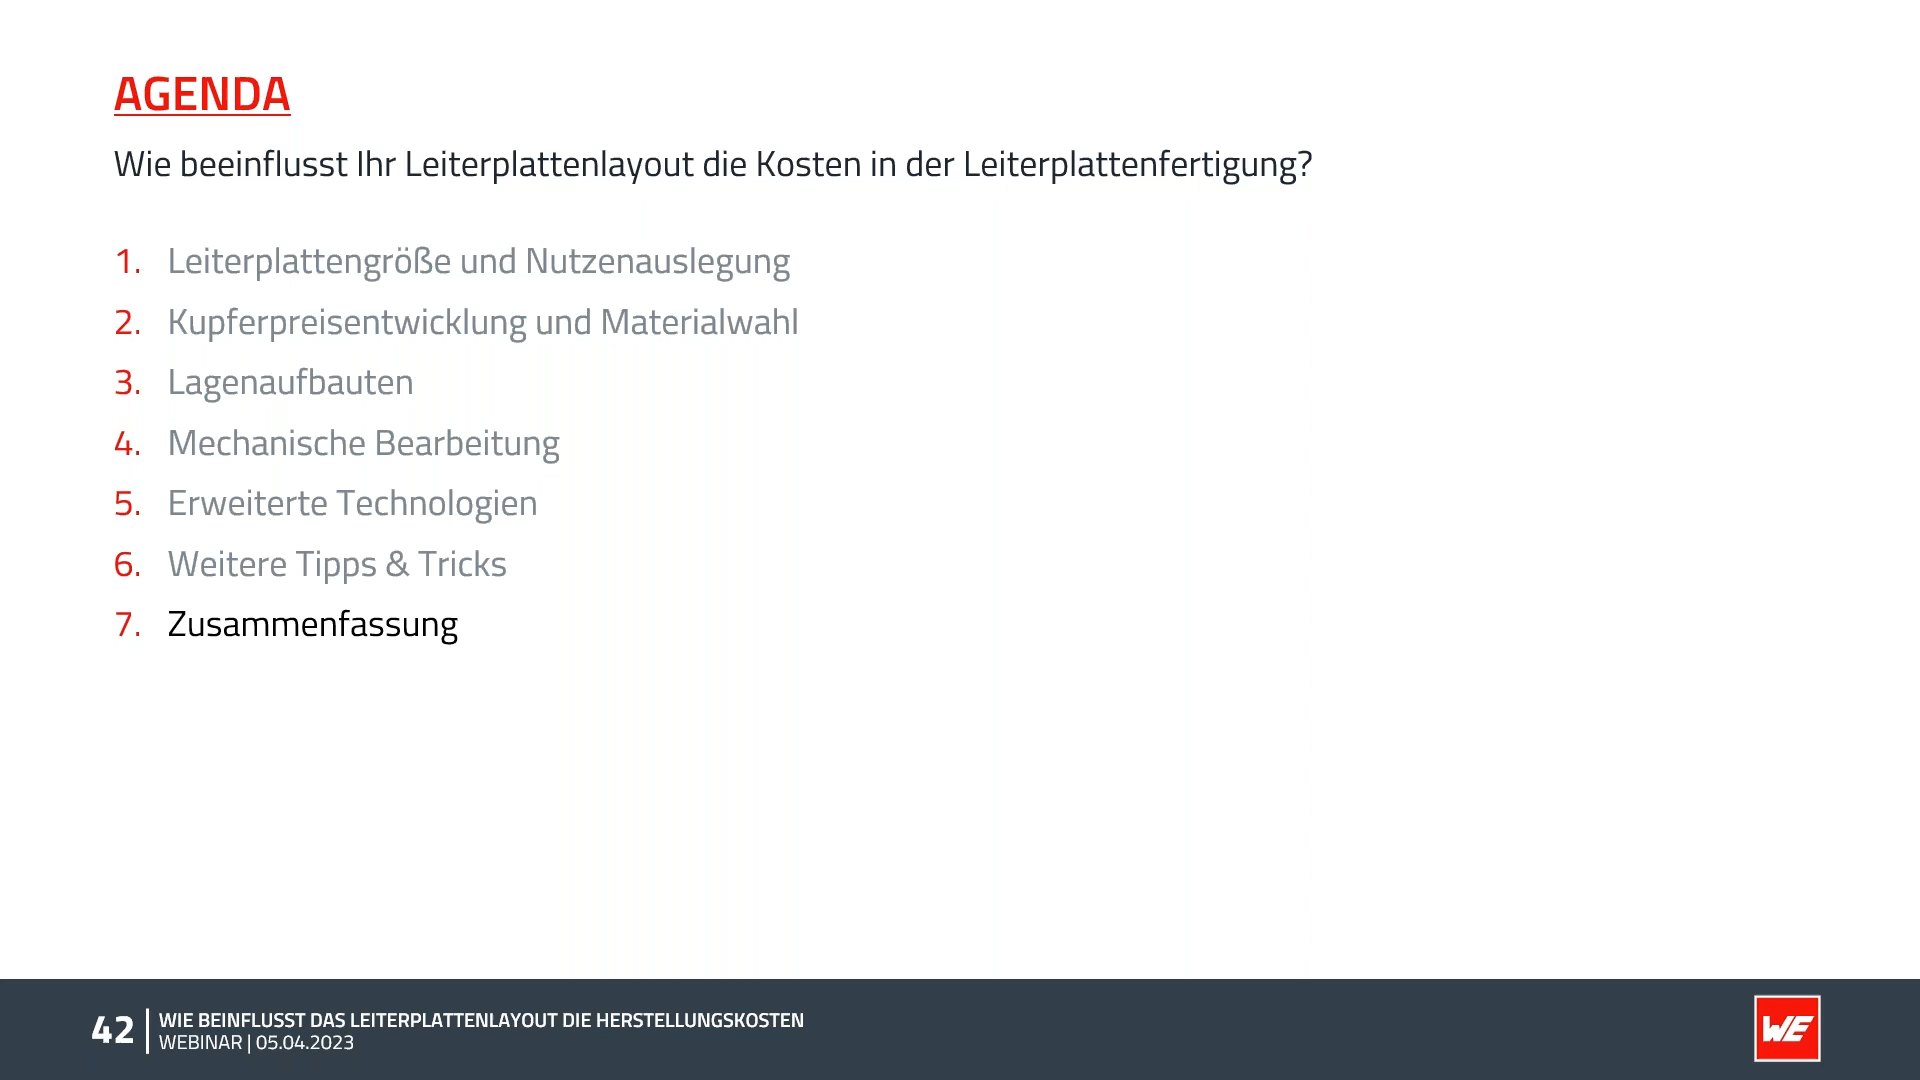 AGENDA
Wie beeinflusst Ihr Leiterplattenlayout die Kosten in der Leiterplattenfertigung?
1. Leiterplattengröße und Nutzenauslegung
2. Kupferpreisentwicklung und Materialwahl
3. Lagenaufbauten
4. Mechanische Bearbeitung
5. Erweiterte Technologien
6. Weitere Tipps & Tricks
7. Zusammenfassung
42
WIE BEINFLUSST DAS LEITERPLATTENLAYOUT DIE HERSTELLUNGSKOSTEN
WEBINAR | 05.04.2023
WE